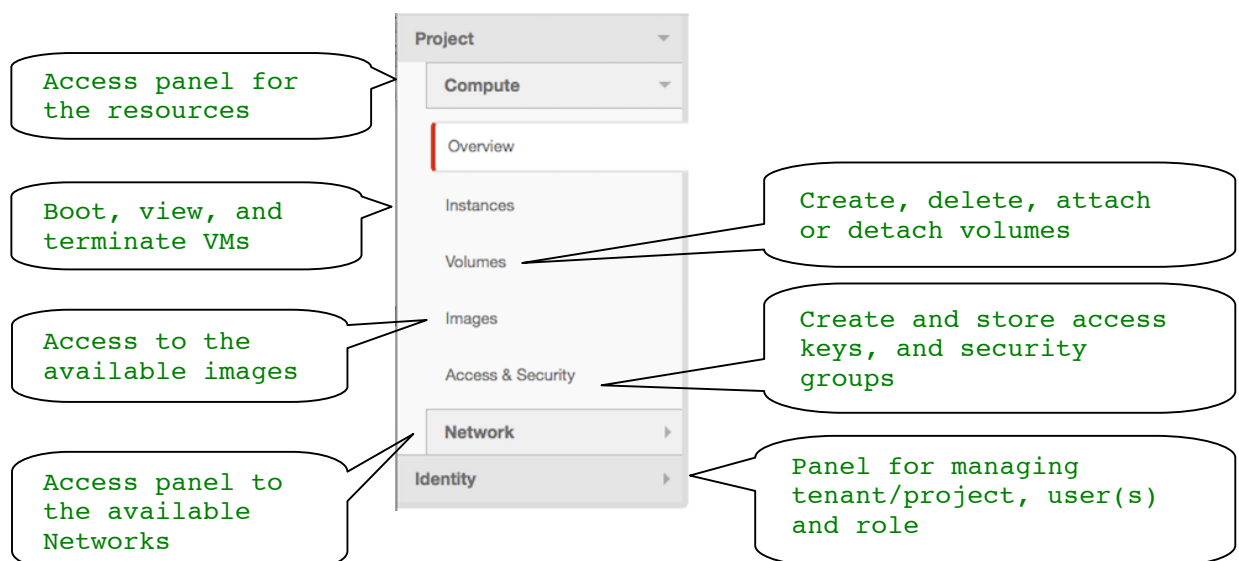 Project
Access panel for
the resources
Compute
Overview
Boot, view, and
terminate VMs
Instances
Create, delete, attach
or detach volumes
Volumes
Access to the
available images
Images
Create and store access
keys, and security
groups
Access & Security
Network
Access panel to
the available
Networks
Identity
Panel for managing
tenant/project, user(s)
and role